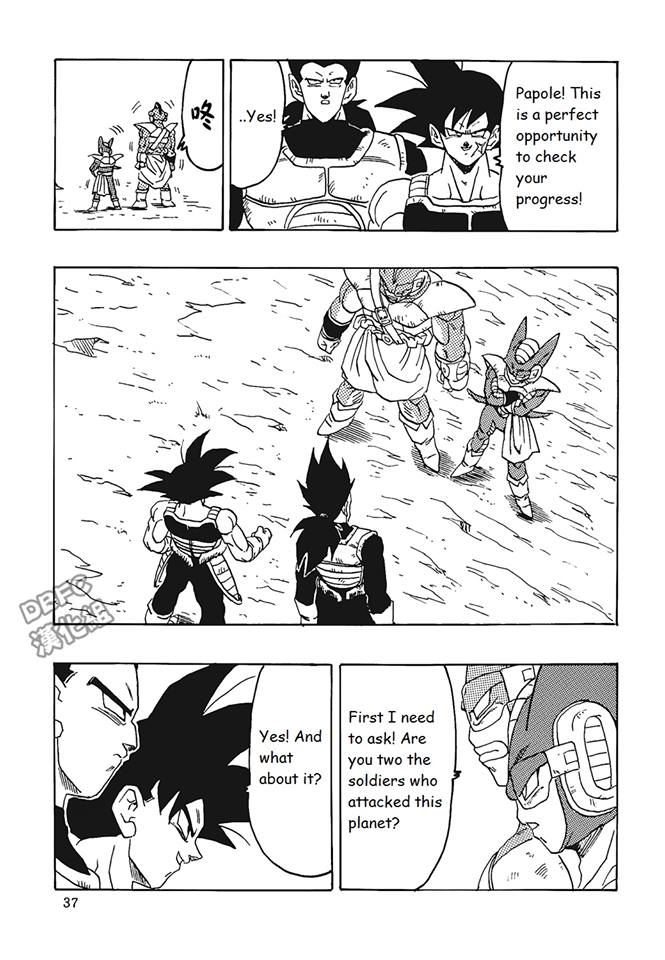 Papole! This
is a perfect
opportunity
to check
your
progress!
..Yes!
咚
First I need
to ask! Are
you two the
soldiers who
attacked this
planet?
Yes! And
what
about it?
DBFC
漢化組
37